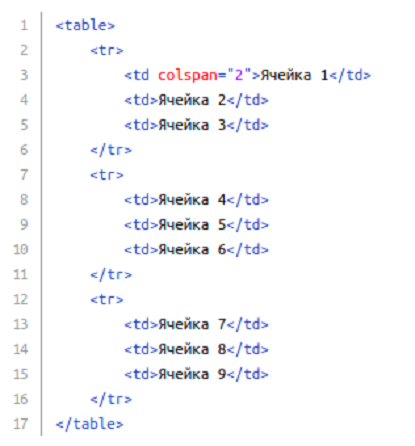 1 <table>
2 <tr>
3 <td colspan="2">Ячейка 1</td>
4 <td>Ячейка 2</td>
5 <td>Ячейка 3</td>
6 </tr>
7 <tr>
8 <td>Ячейка 4</td>
9 <td>Ячейка 5</td>
10 <td>Ячейка 6</td>
11 </tr>
12 <tr>
13 <td>Ячейка 7</td>
14 <td>Ячейка 8</td>
15 <td>Ячейка 9</td>
16 </tr>
17 </table>